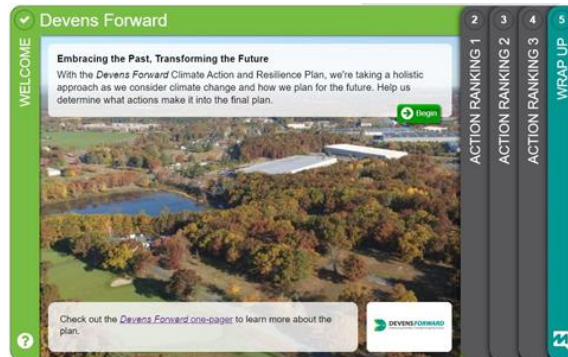 Devens Forward
WELCOME
Embracing the Past, Transforming the Future
With the Devens Forward Climate Action and Resilience Plan, we're taking a holistic
approach as we consider climate change and how we plan for the future. Help us
determine what actions make it into the final plan.
Begin
Check out the Devens Forward one-pager to learn more about the
plan.
DEVENSFORWARD
?
2
ACTION RANKING 1
3
ACTION RANKING 2
4
ACTION RANKING 3
5
WRAP UP